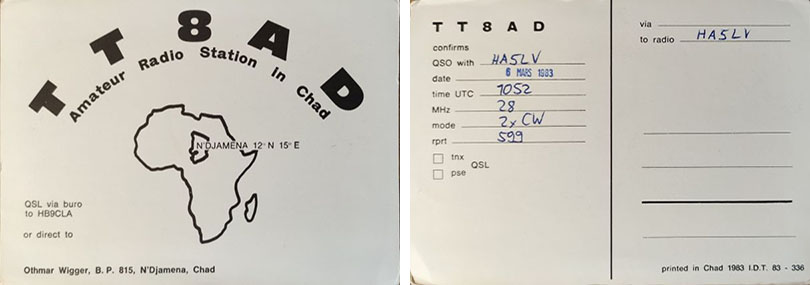 TT8AD
Amateur Radio Station in Chad
N'DJAMENA 12° N 15° E
QSL via buro
to HB9CLA
or direct to
Othmar Wigger, B. P. 815, N'Djamena, Chad
TT8AD
confirms
QSO with HA5LV
date 6 MARS 1983
time UTC 1052
MHz 28
mode 2x CW
rprt 599
tnx
QSL
pse
via
to radio HA5LV
printed in Chad 1983 I.D.T. 83 - 336